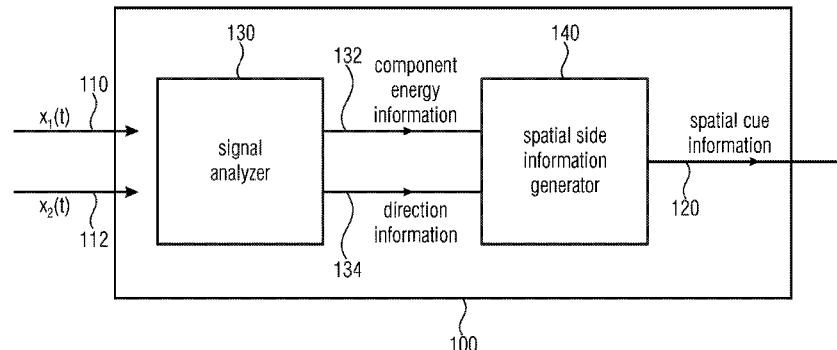 130
132
140
110
component
energy
information
x₁(t)
signal
analyzer
spatial side
information
generator
spatial cue
information
x₂(t)
112
direction
information
134
120
100